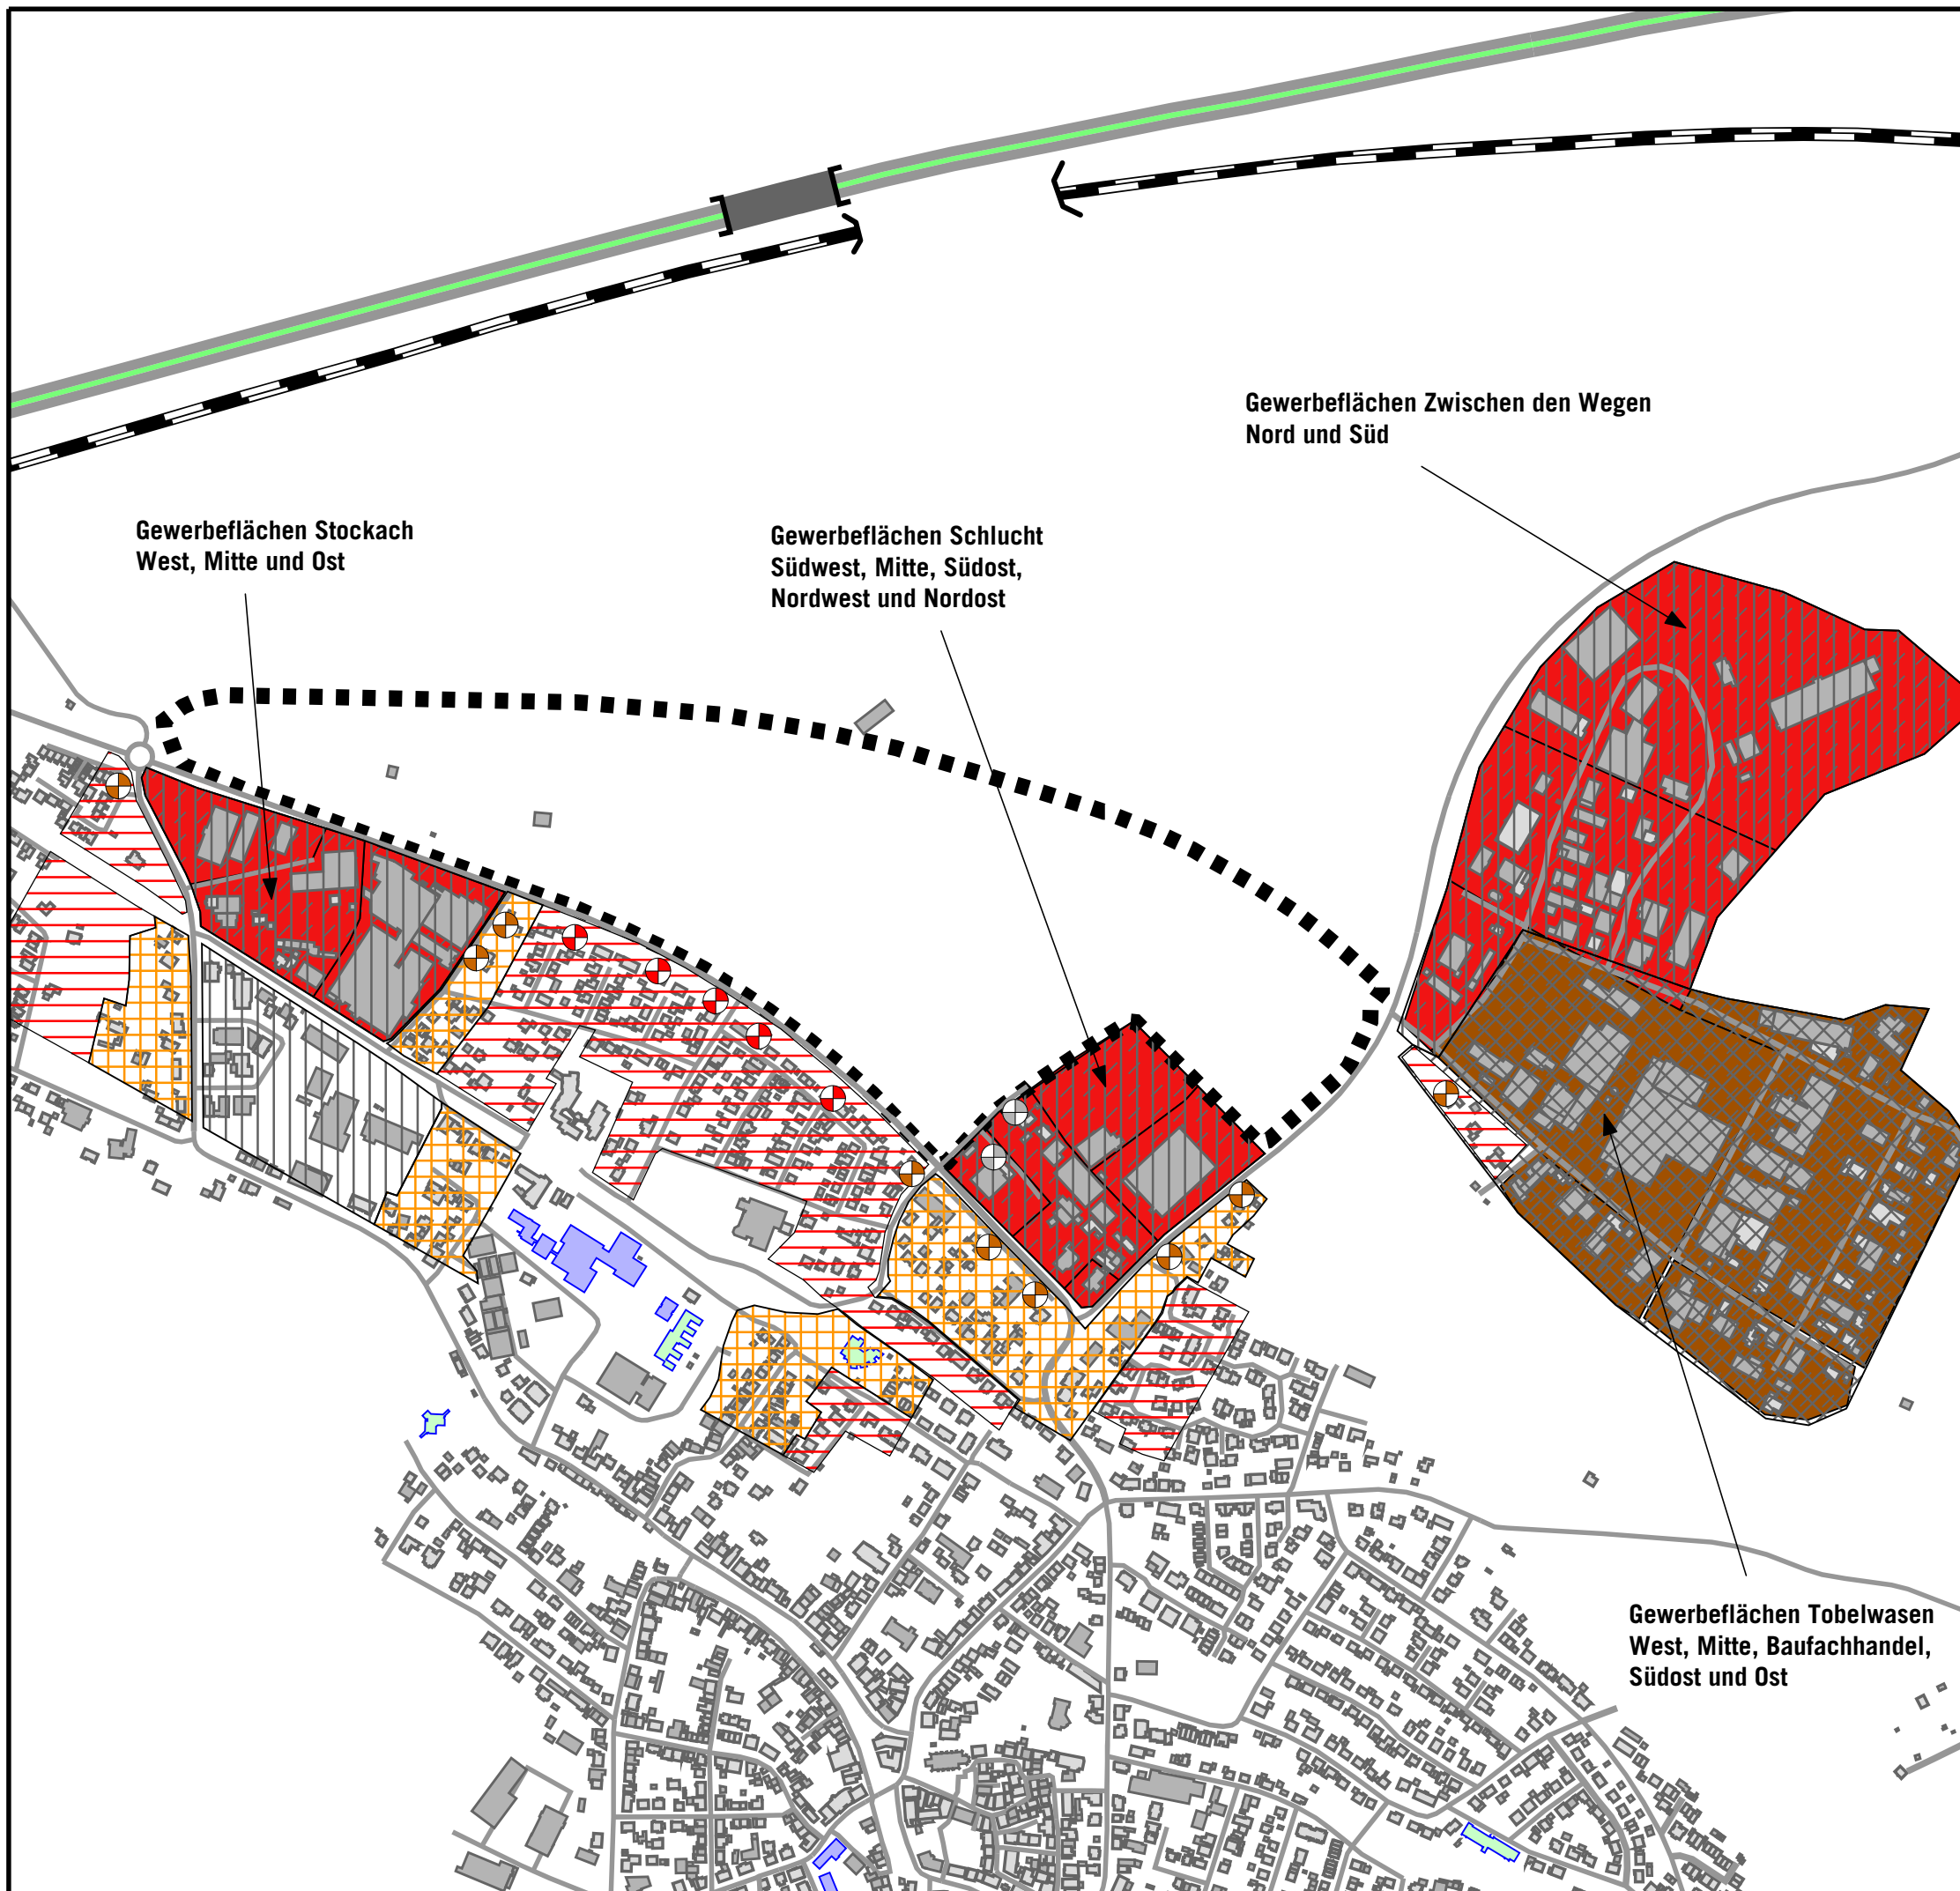 Gewerbeflächen Zwischen den Wegen
Nord und Süd
Gewerbeflächen Stockach
West, Mitte und Ost
Gewerbeflächen Schlucht
Südwest, Mitte, Südost,
Nordwest und Nordost
Gewerbeflächen Tobelwasen
West, Mitte, Baufachhandel,
Südost und Ost